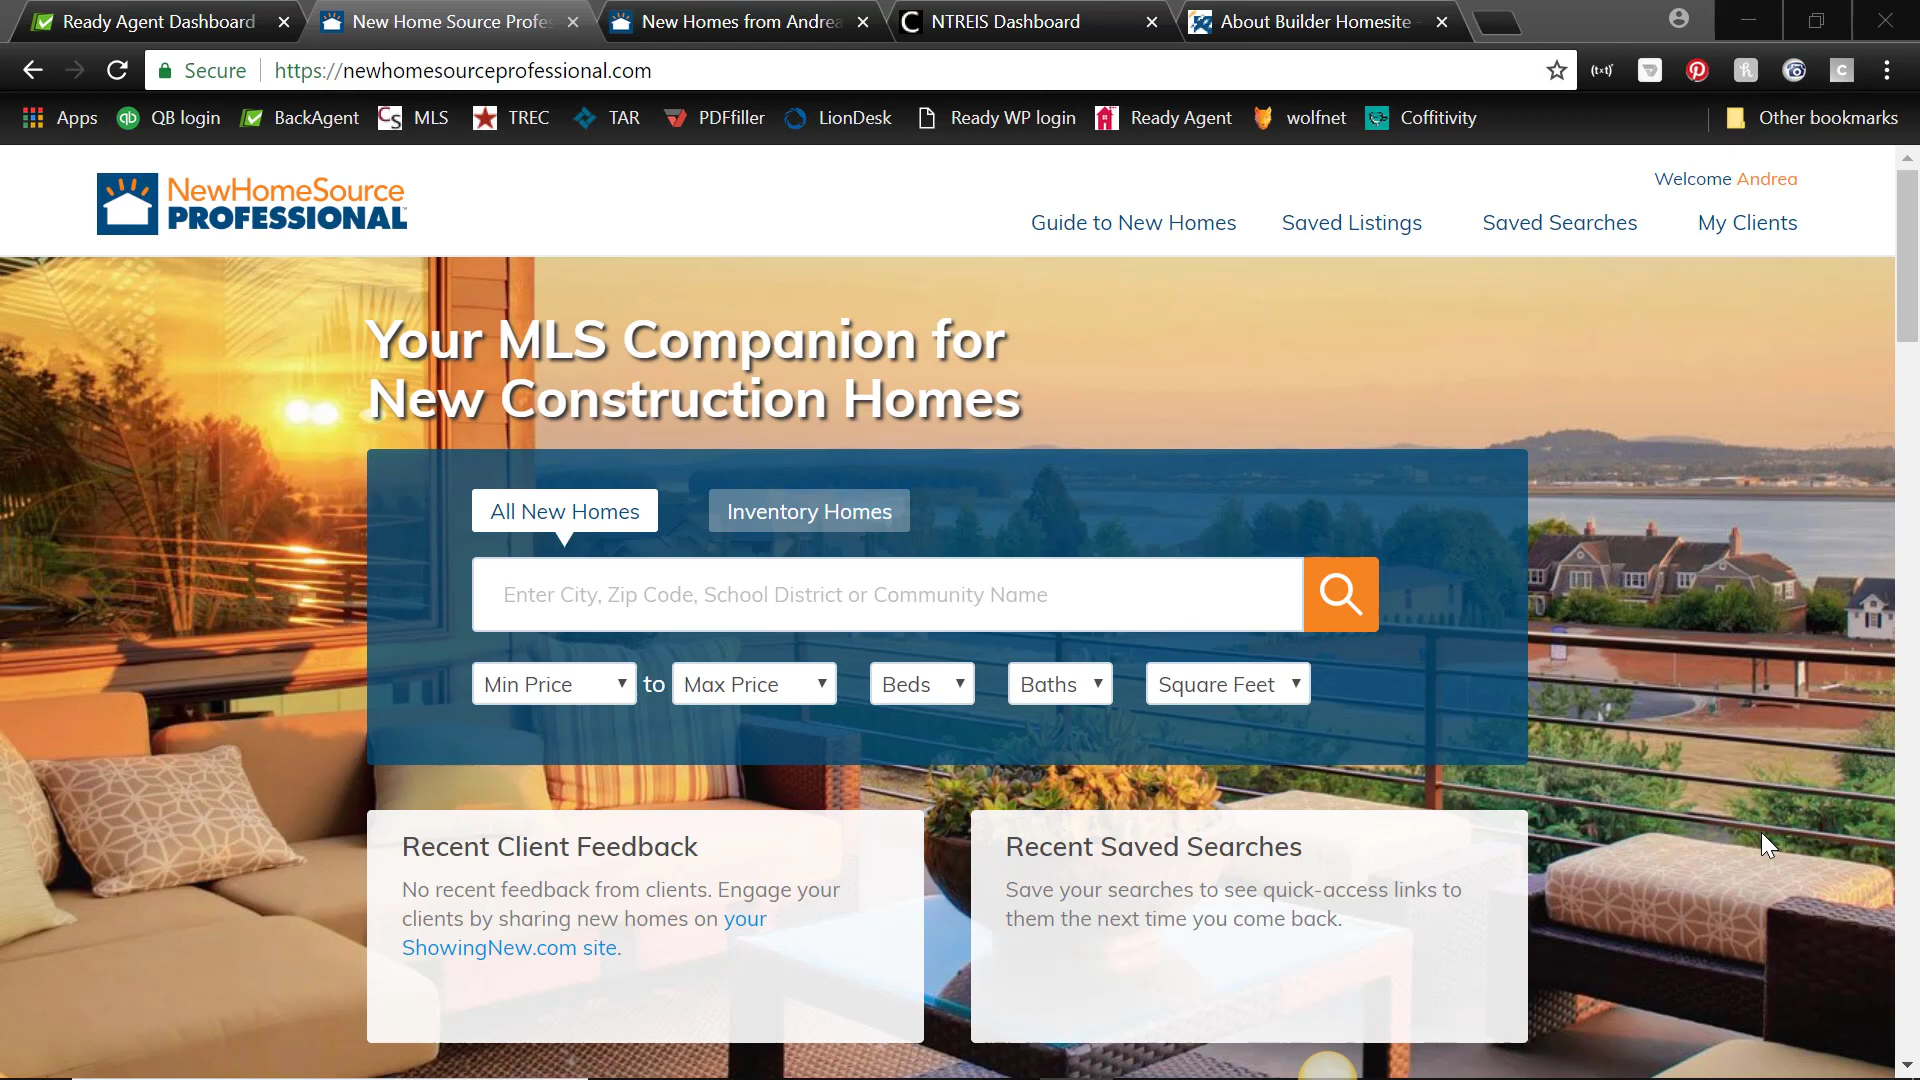 Ready Agent Dashboard
New Home Source Profes
New Homes from Andrea
NTREIS Dashboard
About Builder Homesite -
Secure
https://newhomesourceprofessional.com
(txt)
Apps
QB login
BackAgent
MLS
TREC
TAR
PDFfiller
LionDesk
Ready WP login
Ready Agent
wolfnet
Coffitivity
Other bookmarks
NewHomeSource
PROFESSIONAL
Welcome Andrea
Guide to New Homes
Saved Listings
Saved Searches
My Clients
Your MLS Companion for
New Construction Homes
All New Homes
Inventory Homes
Enter City, Zip Code, School District or Community Name
Min Price
to
Max Price
Beds
Baths
Square Feet
Recent Client Feedback
No recent feedback from clients. Engage your
clients by sharing new homes on your
ShowingNew.com site.
Recent Saved Searches
Save your searches to see quick-access links to
them the next time you come back.